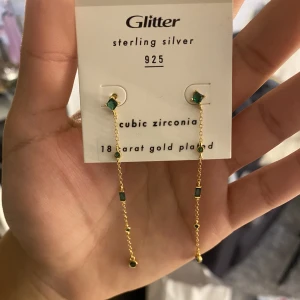 Glitter
sterling silver
925
cubic zirconia
18 carat gold plated